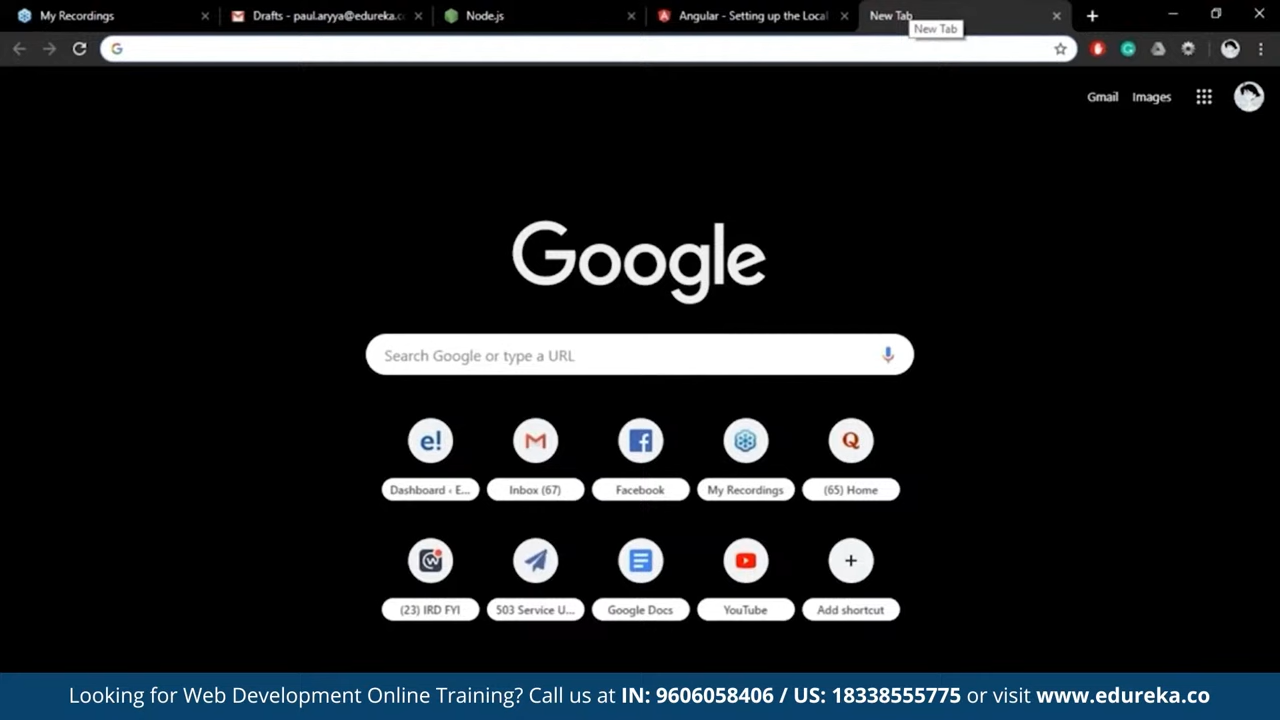 My Recordings
Drafts - paul.aryya@edureka.c
Node.js
Angular - Setting up the Local
New Tab
New Tab
Gmail
Images
Google
Search Google or type a URL
e!
Q
Dashboard ‹ E...
Inbox (67)
Facebook
My Recordings
(65) Home
(23) IRD FYI
503 Service U...
Google Docs
YouTube
Add shortcut
Looking for Web Development Online Training? Call us at IN: 9606058406 / US: 18338555775 or visit www.edureka.co